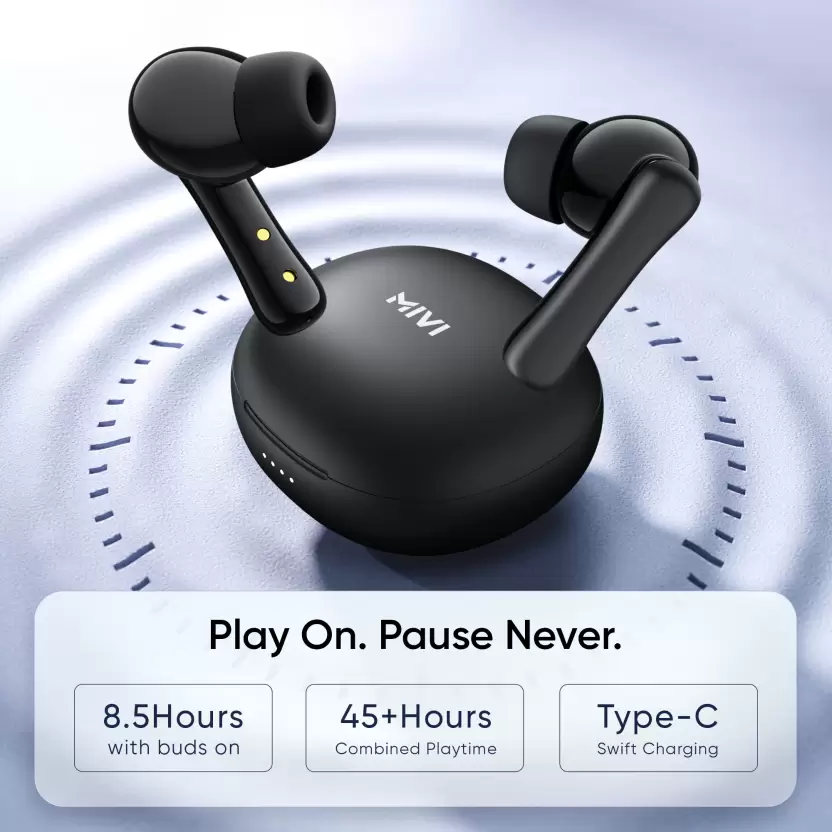 MIVI
Play On. Pause Never.
8.5Hours
with buds on
45+Hours
Combined Playtime
Type-C
Swift Charging